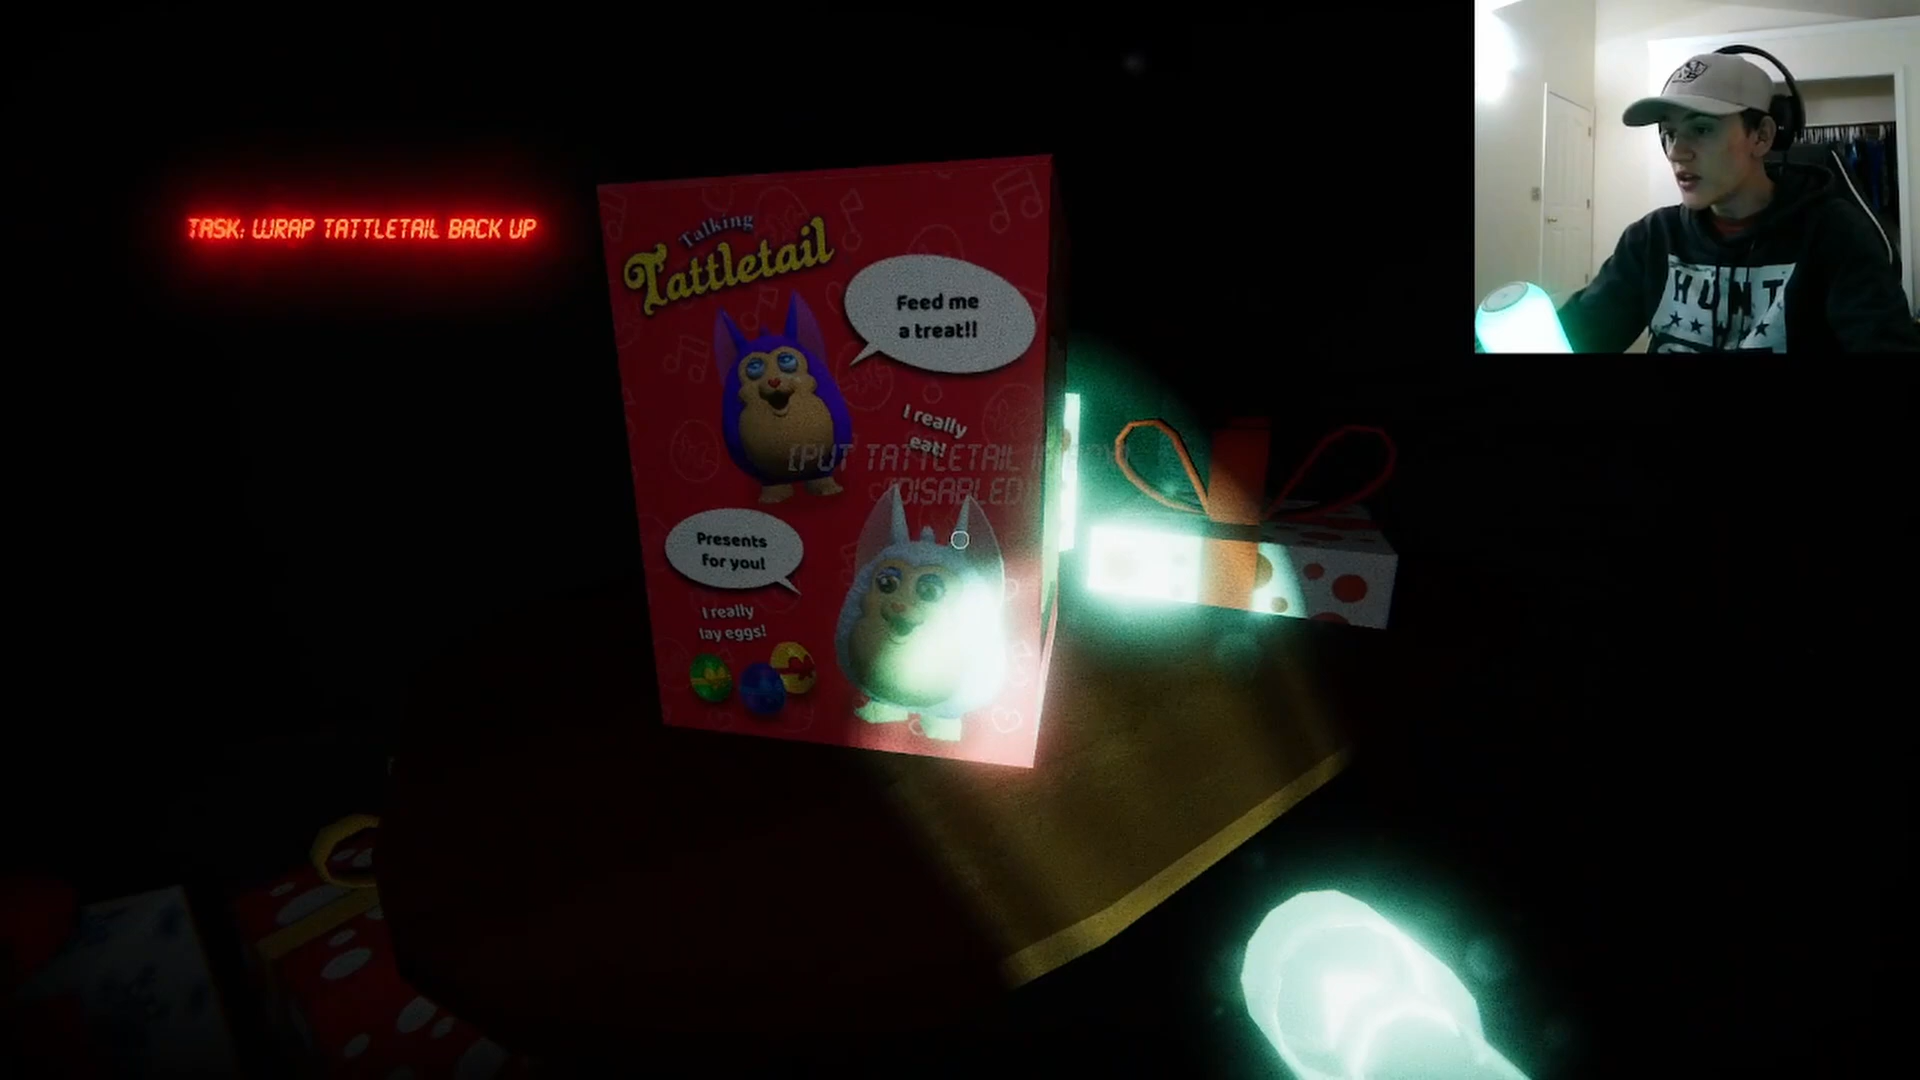 TASK: WRAP TATTLETAIL BACK UP
Talking
Tattletail
Feed me
a treat!!
I really
eat!
[PUT TATTLETAIL
[DISABLED]
Presents
for you!
I really
lay eggs!
HUNT